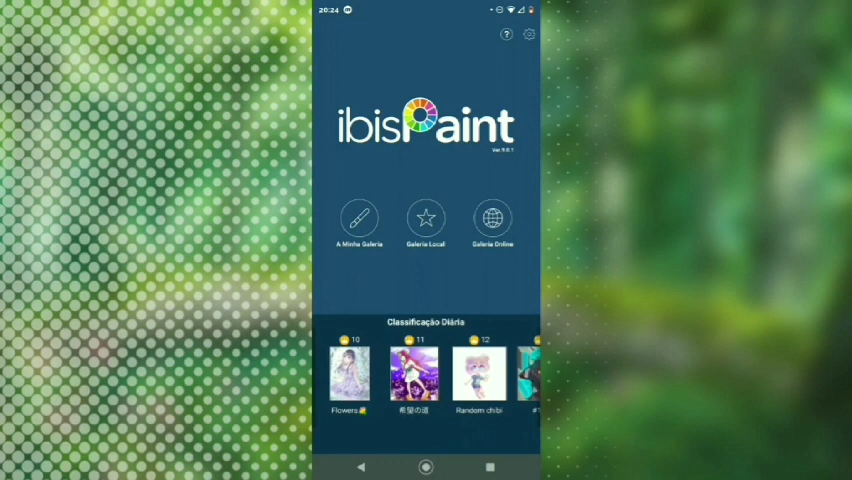 20:24
ibisPaint
A Minha Galeria
Galeria Local
Galeria Online
Classificação Diária
10
11
12
Flowers
希望の道
Random chibi